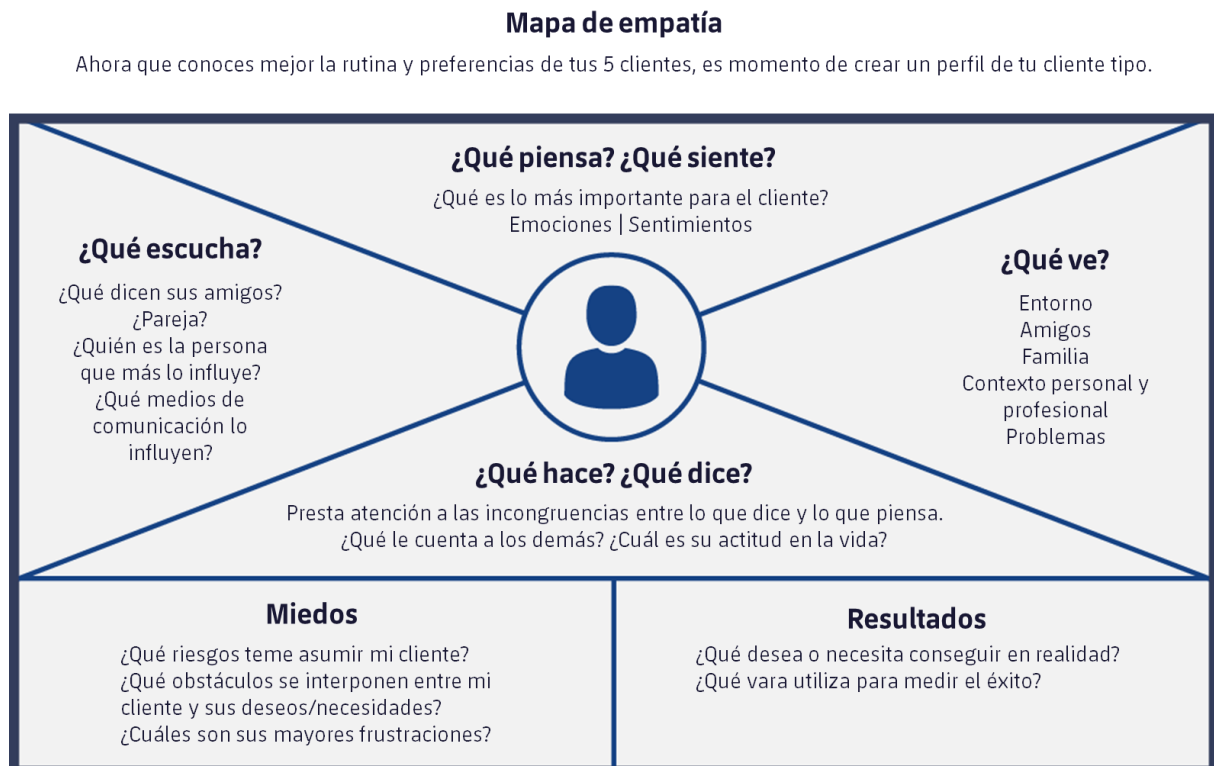 Mapa de empatía
Ahora que conoces mejor la rutina y preferencias de tus 5 clientes, es momento de crear un perfil de tu cliente tipo.
¿Qué piensa? ¿Qué siente?
¿Qué es lo más importante para el cliente?
Emociones | Sentimientos
¿Qué escucha?
¿Qué dicen sus amigos?
¿Pareja?
¿Quién es la persona
que más lo influye?
¿Qué medios de
comunicación lo
influyen?
¿Qué ve?
Entorno
Amigos
Familia
Contexto personal y
profesional
Problemas
¿Qué hace? ¿Qué dice?
Presta atención a las incongruencias entre lo que dice y lo que piensa.
¿Qué le cuenta a los demás? ¿Cuál es su actitud en la vida?
Miedos
¿Qué riesgos teme asumir mi cliente?
¿Qué obstáculos se interponen entre mi
cliente y sus deseos/necesidades?
¿Cuáles son sus mayores frustraciones?
Resultados
¿Qué desea o necesita conseguir en realidad?
¿Qué vara utiliza para medir el éxito?